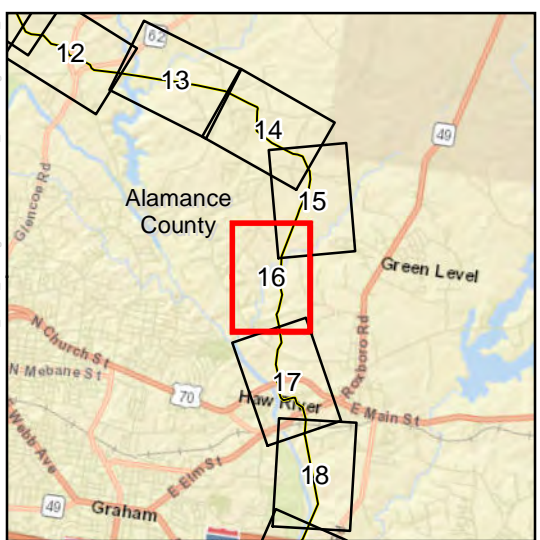 62
12
13
14
49
Glencoe Rd
Alamance
County
15
16
Green Level
N Church St
N Mebane St
Roxboro Rd
70
17
Haw River
E Main St
Webb Ave
E Elm St
18
49
Graham